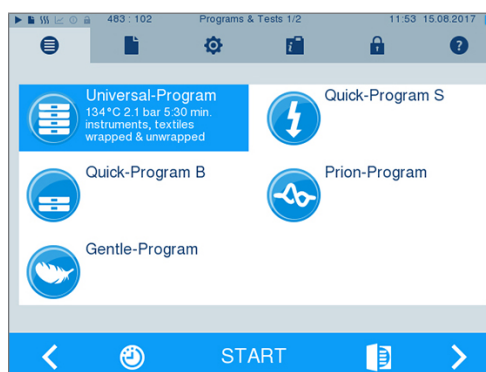 483 : 102 Programs & Tests 1/2 11:53 15.08.2017
i ?
Universal-Program
134°C 2.1 bar 5:30 min.
instruments, textiles
wrapped & unwrapped
Quick-Program S
Quick-Program B
Prion-Program
Gentle-Program
START